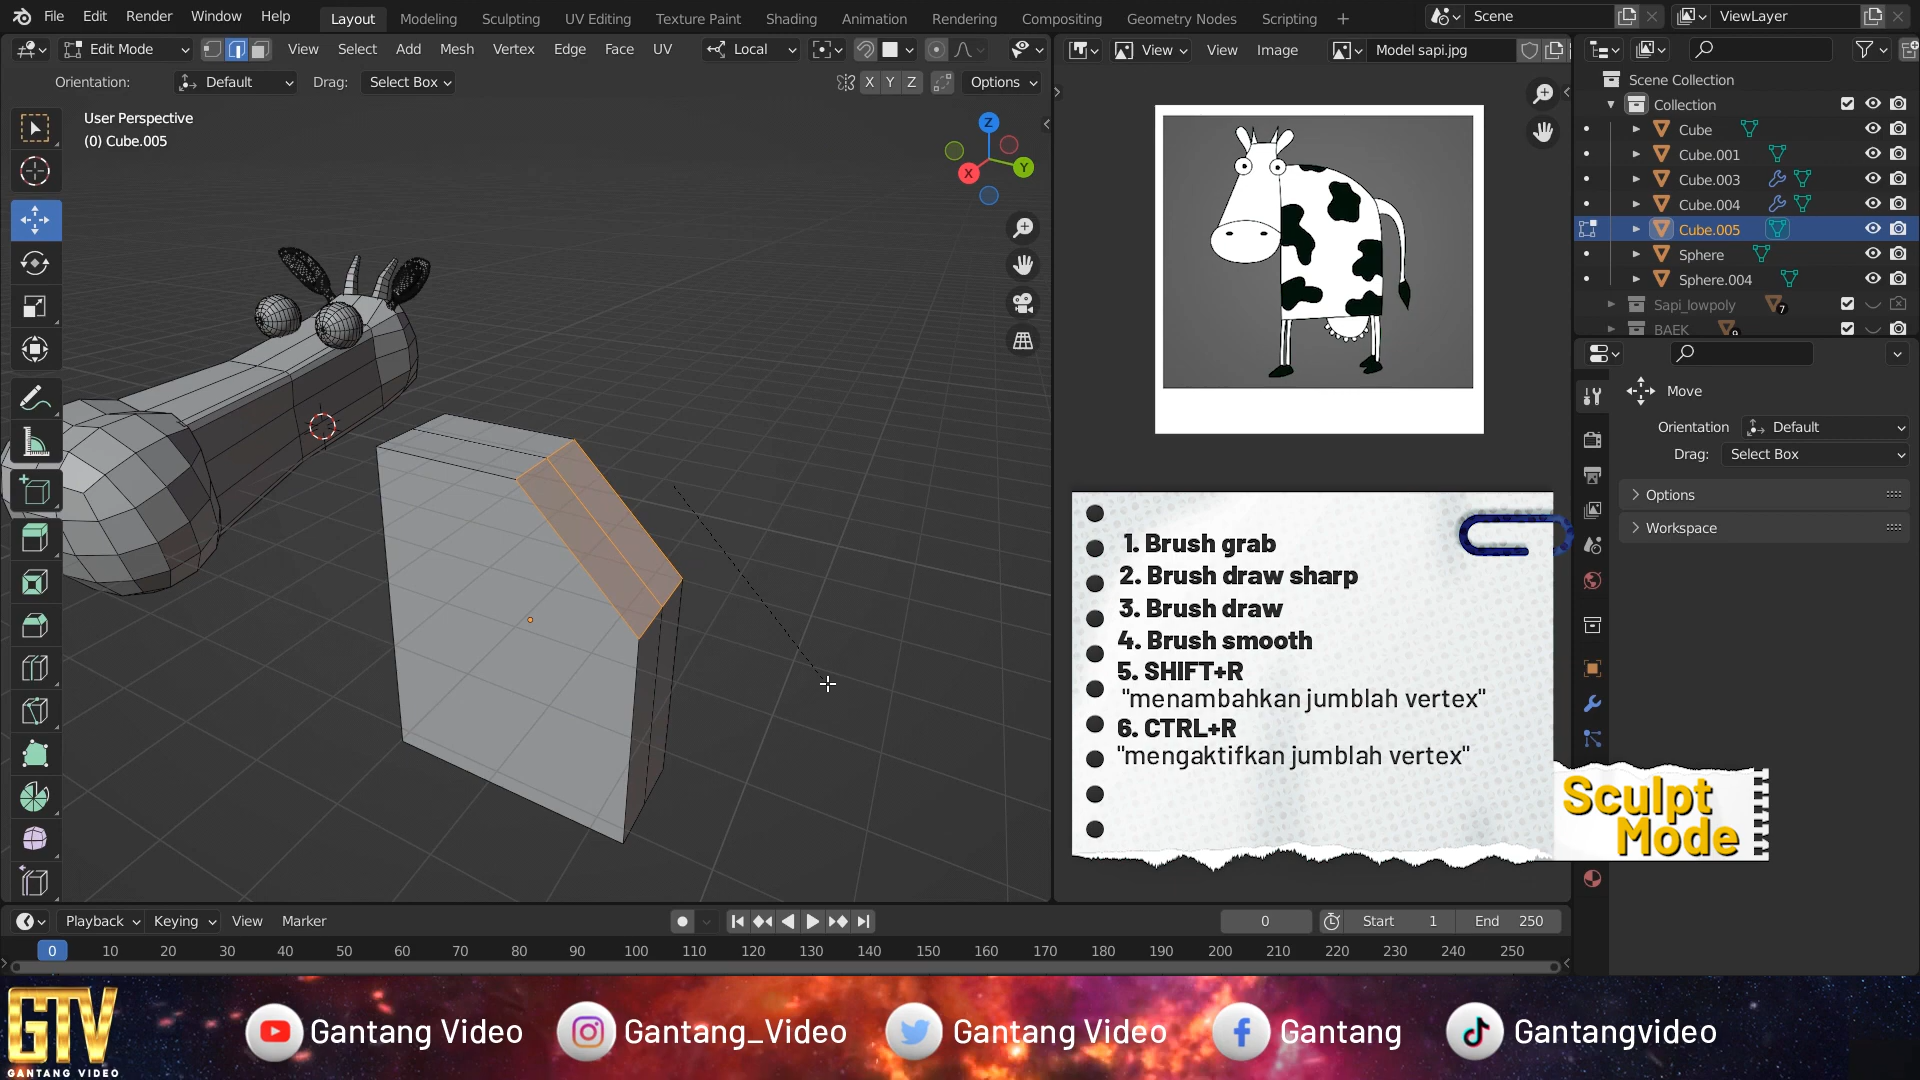 File Edit Render Window Help Layout Modeling Sculpting UV Editing Texture Paint Shading Animation Rendering Compositing Geometry Nodes Scripting + Scene ViewLayer
Edit Mode View Select Add Mesh Vertex Edge Face UV Local View View Image Model sapi.jpg
Orientation: Default Drag: Select Box X Y Z Options
User Perspective
(0) Cube.005
Z
Y
X
Scene Collection
Collection
Cube
Cube.001
Cube.003
Cube.004
Cube.005
Sphere
Sphere.004
Sapi_lowpoly 7
BAEK
Move
Orientation Default
Drag: Select Box
Options
Workspace
1. Brush grab
2. Brush draw sharp
3. Brush draw
4. Brush smooth
5. SHIFT+R
"menambahkan jumblah vertex"
6. CTRL+R
"mengaktifkan jumblah vertex"
Sculpt
Mode
Playback Keying View Marker 0 Start 1 End 250
0 10 20 30 40 50 60 70 80 90 100 110 120 130 140 150 160 170 180 190 200 210 220 230 240 250
GTV
GANTANG VIDEO
Gantang Video Gantang_Video Gantang Video Gantang Gantangvideo